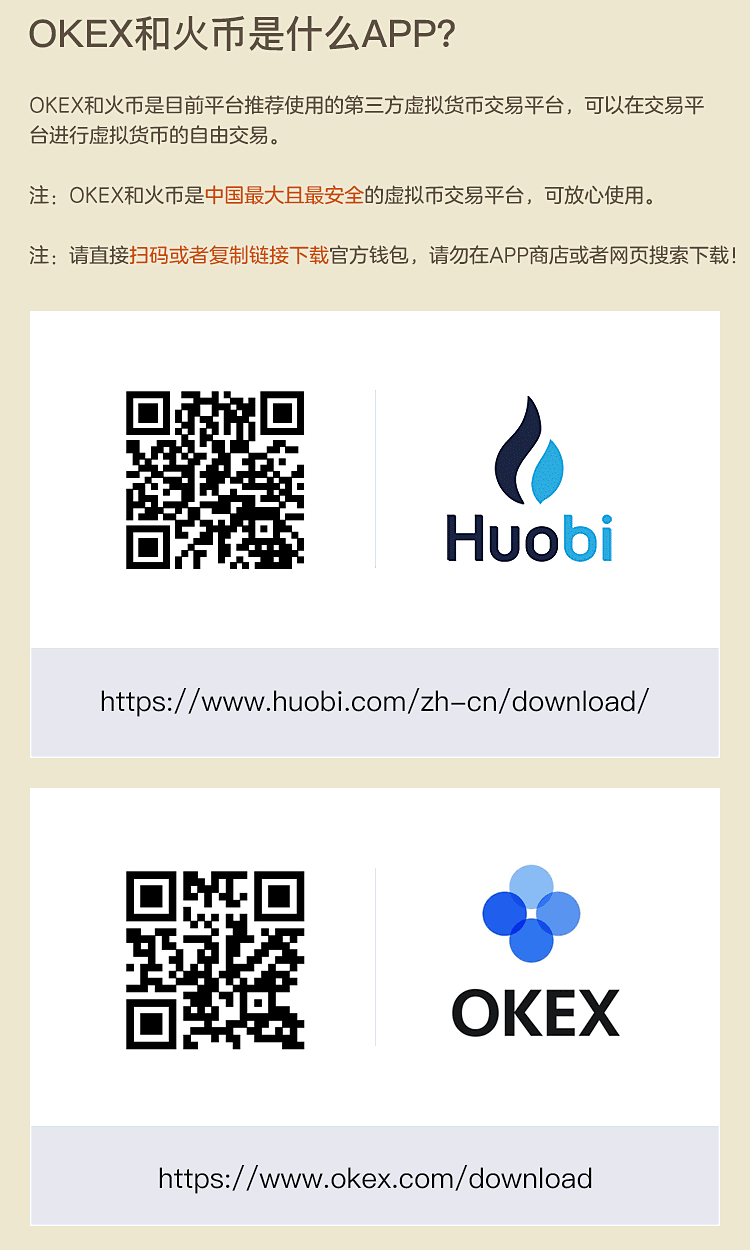 OKEX和火币是什么APP?
OKEX和火币是目前平台推荐使用的第三方虚拟货币交易平台，可以在交易平
台进行虚拟货币的自由交易。
注：OKEX和火币是中国最大且最安全的虚拟币交易平台，可放心使用。
注：请直接扫码或者复制链接下载官方钱包，请勿在APP商店或者网页搜索下载!
Huobi
https://www.huobi.com/zh-cn/download/
OKEX
https://www.okex.com/download